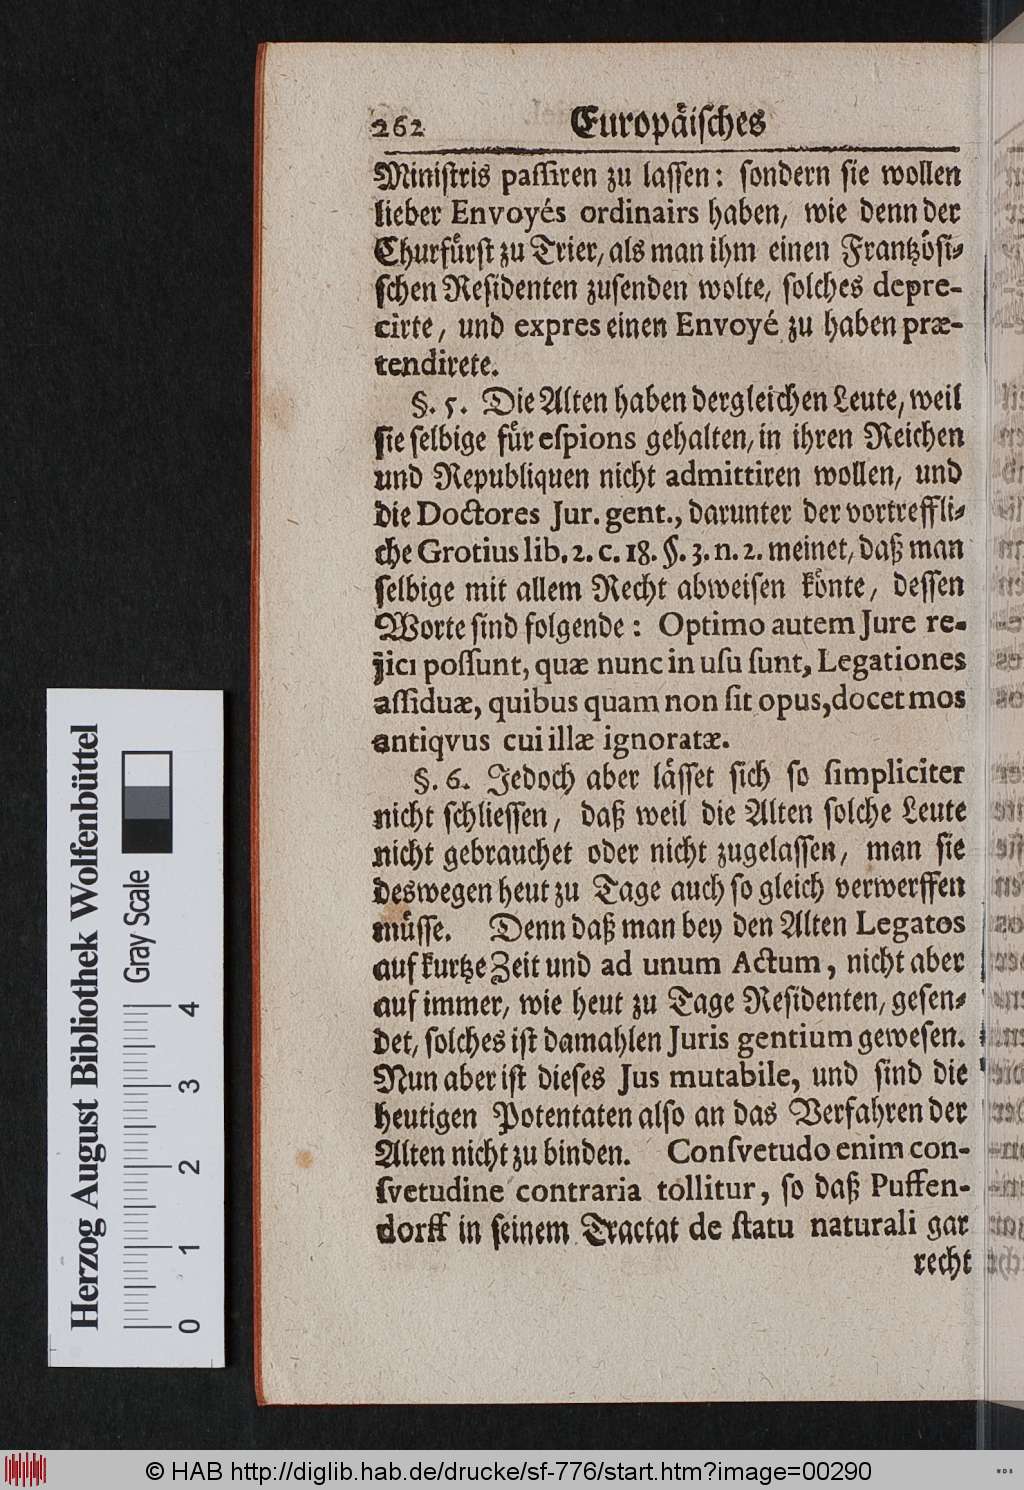 262 Europäisches
Ministris paſſiren zu laſſen: ſondern ſie wollen
lieber Envoyés ordinairs haben, wie denn der
Churfürſt zu Trier, als man ihm einen Frantzöſi-
ſchen Reſidenten zuſenden wolte, ſolches depre-
cirte, und expres einen Envoyé zu haben præ-
tendirete.
§. 5. Die Alten haben dergleichen Leute, weil
ſie ſelbige für eſpions gehalten, in ihren Reichen
und Republiquen nicht admittiren wollen, und
die Doctores Jur. gent., darunter der vortreffli-
che Grotius lib. 2. c. 18. §. 3. n. 2. meinet, daß man
ſelbige mit allem Recht abweiſen könte, deſſen
Worte ſind folgende: Optimo autem Jure re-
jici poſſunt, quæ nunc in uſu ſunt, Legationes
aſſiduæ, quibus quam non ſit opus, docet mos
antiqvus cui illæ ignoratæ.
§. 6. Jedoch aber läſſet ſich ſo ſimpliciter
nicht ſchlieſſen, daß weil die Alten ſolche Leute
nicht gebrauchet oder nicht zugelaſſen, man ſie
deswegen heut zu Tage auch ſo gleich verwerffen
müſſe. Denn daß man bey den Alten Legatos
auf kurtze Zeit und ad unum Actum, nicht aber
auf immer, wie heut zu Tage Reſidenten, geſen-
det, ſolches iſt damahlen Juris gentium geweſen.
Nun aber iſt dieſes Jus mutabile, und ſind die
heutigen Potentaten alſo an das Verfahren der
Alten nicht zu binden. Conſvetudo enim con-
ſvetudine contraria tollitur, ſo daß Puffen-
dorff in ſeinem Tractat de ſtatu naturali gar
recht
Herzog August Bibliothek Wolfenbüttel
Gray Scale
0 1 2 3 4
© HAB http://diglib.hab.de/drucke/sf-776/start.htm?image=00290